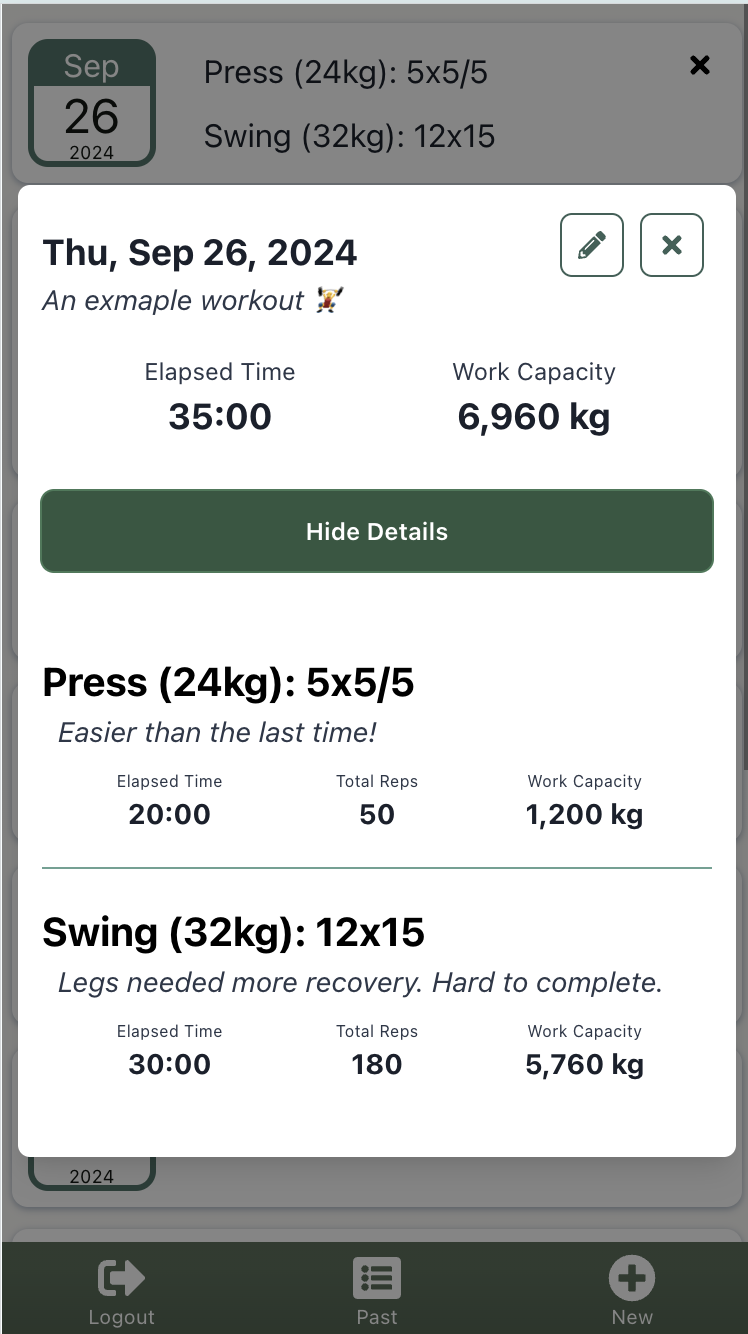 Sep
26
2024
Press (24kg): 5x5/5
Swing (32kg): 12x15
Thu, Sep 26, 2024
An exmaple workout 🏋️
Elapsed Time Work Capacity
35:00 6,960 kg
Hide Details
Press (24kg): 5x5/5
Easier than the last time!
Elapsed Time Total Reps Work Capacity
20:00 50 1,200 kg
Swing (32kg): 12x15
Legs needed more recovery. Hard to complete.
Elapsed Time Total Reps Work Capacity
30:00 180 5,760 kg
2024
Logout Past New